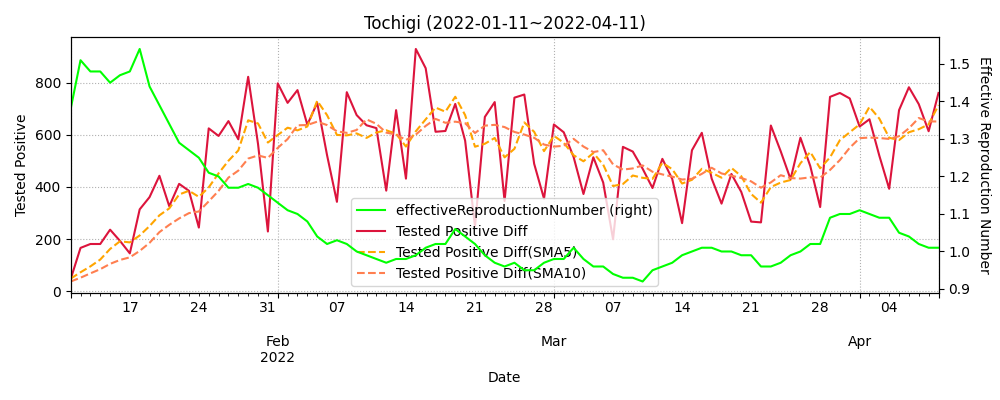 Tochigi (2022-01-11~2022-04-11)
Tested Positive
800
600
400
200
0
1.5
1.4
1.3
1.2
1.1
1.0
0.9
Effective Reproduction Number
effectiveReproductionNumber (right)
Tested Positive Diff
Tested Positive Diff(SMA5)
Tested Positive Diff(SMA10)
17 24 31 07 14 21 28 07 14 21 28 04
Feb Mar Apr
2022
Date